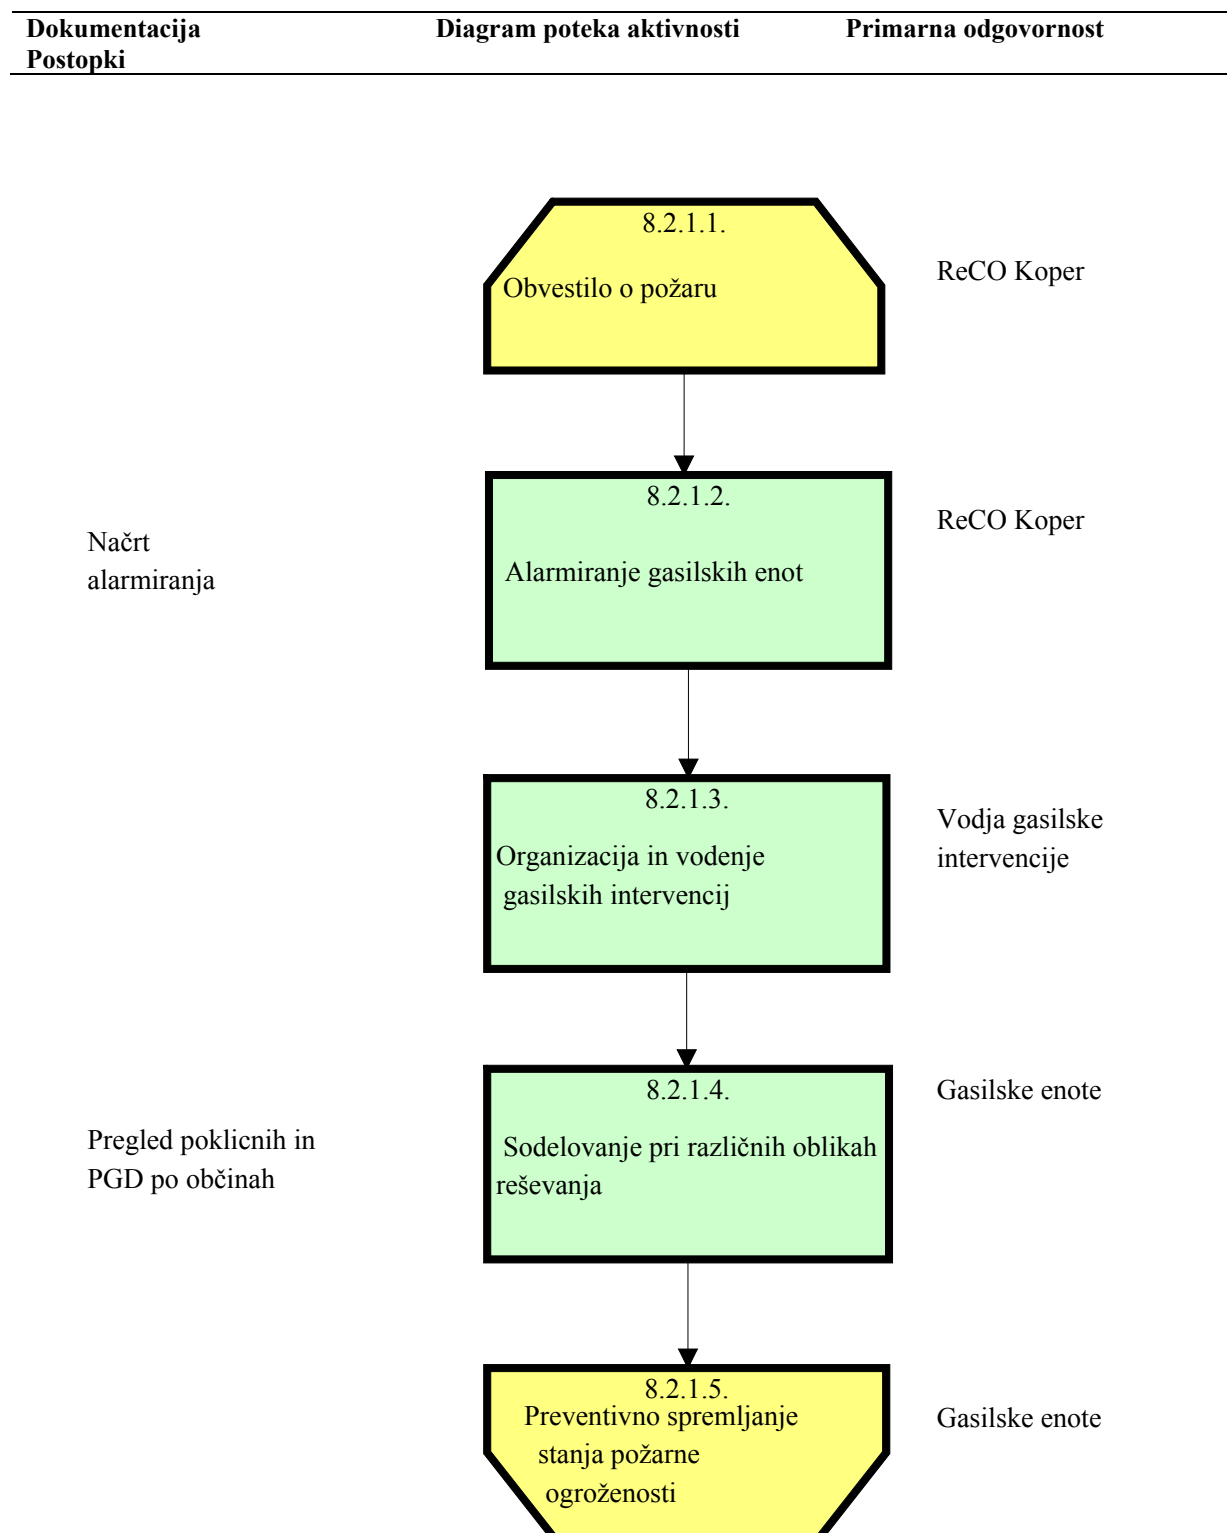 Dokumentacija Diagram poteka aktivnosti Primarna odgovornost
Postopki
8.2.1.1.
Obvestilo o požaru
ReCO Koper
8.2.1.2.
Alarmiranje gasilskih enot
ReCO Koper
Načrt
alarmiranja
8.2.1.3.
Organizacija in vodenje
gasilskih intervencij
Vodja gasilske
intervencije
8.2.1.4.
Sodelovanje pri različnih oblikah
reševanja
Gasilske enote
Pregled poklicnih in
PGD po občinah
8.2.1.5.
Preventivno spremljanje
stanja požarne
ogroženosti
Gasilske enote